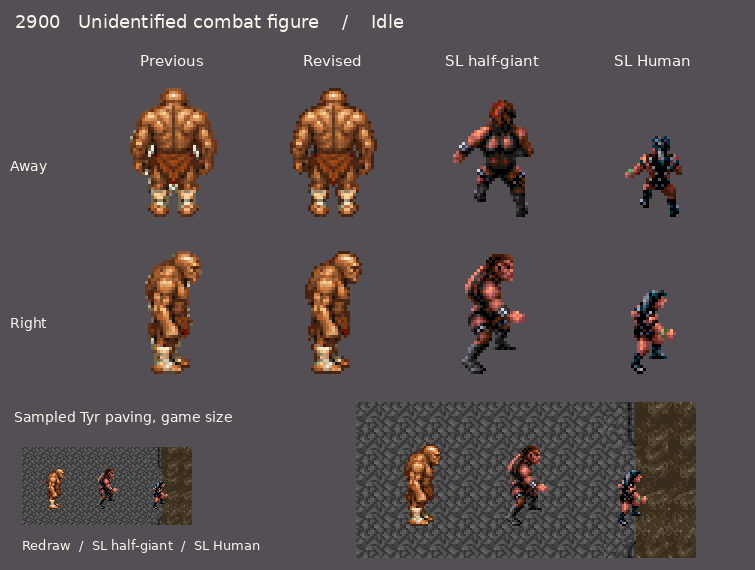 2900 Unidentified combat figure / Idle
Previous Revised SL half-giant SL Human
Away
Right
Sampled Tyr paving, game size
Redraw / SL half-giant / SL Human